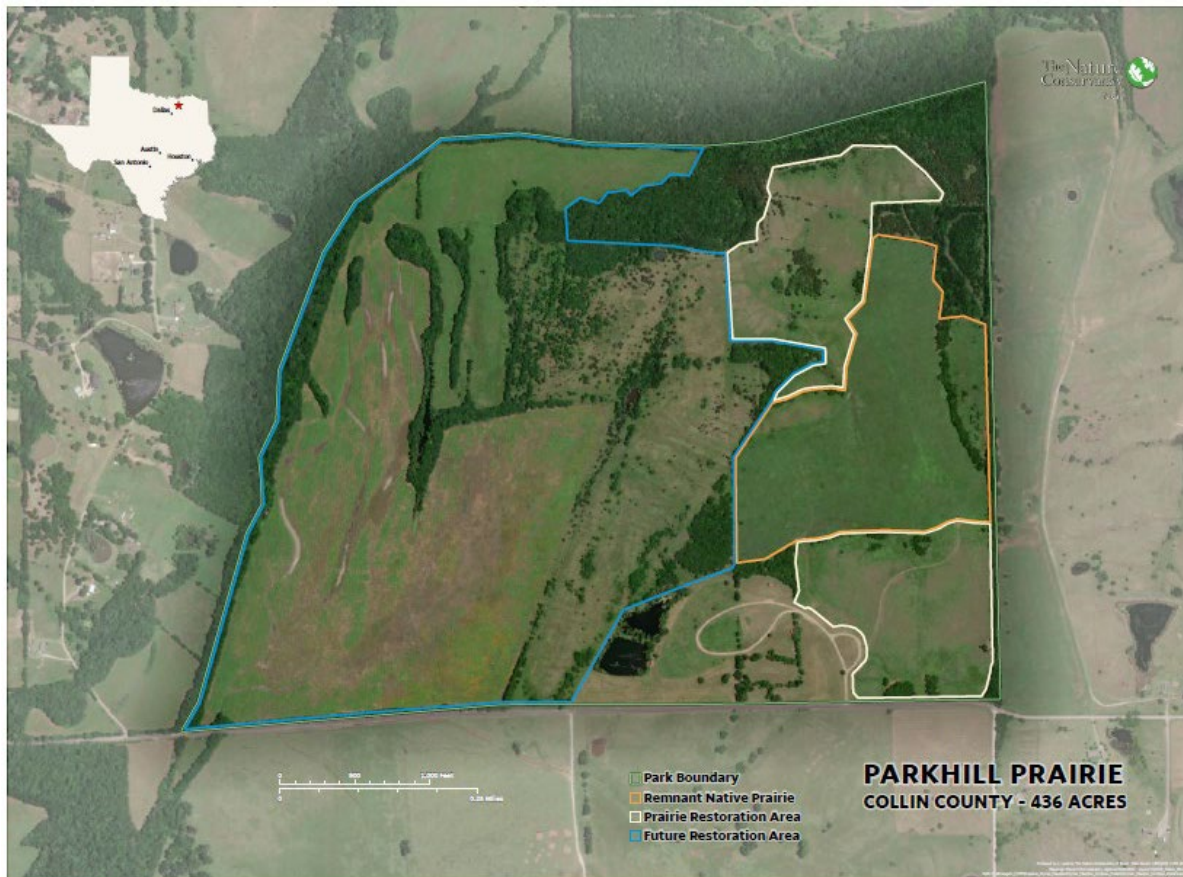 The Nature
Conservancy
Dallas
Austin
San Antonio
Houston
0
500
1,000 Feet
0
0.25 Miles
Park Boundary
Remnant Native Prairie
Prairie Restoration Area
Future Restoration Area
PARKHILL PRAIRIE
COLLIN COUNTY - 436 ACRES